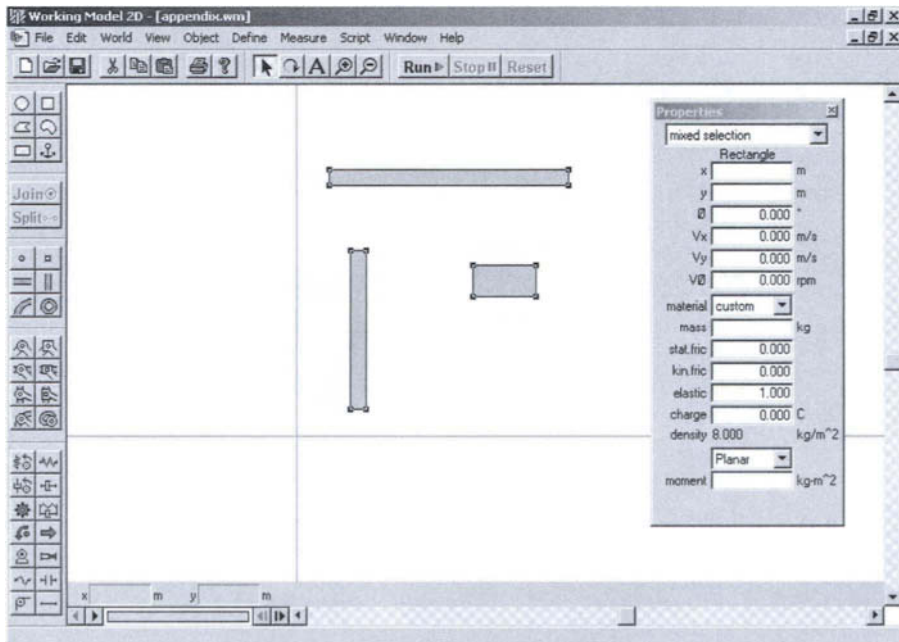 Working Model 2D - [appendix.wm]
File Edit World View Object Define Measure Script Window Help
A Run Stop Reset
Join
Split
Properties
mixed selection
Rectangle
x m
y m
Ø 0.000 °
Vx 0.000 m/s
Vy 0.000 m/s
VØ 0.000 rpm
material custom
mass kg
stat.fric 0.000
kin.fric 0.000
elastic 1.000
charge 0.000 C
density 8.000 kg/m^2
Planar
moment kg-m^2
x m y m